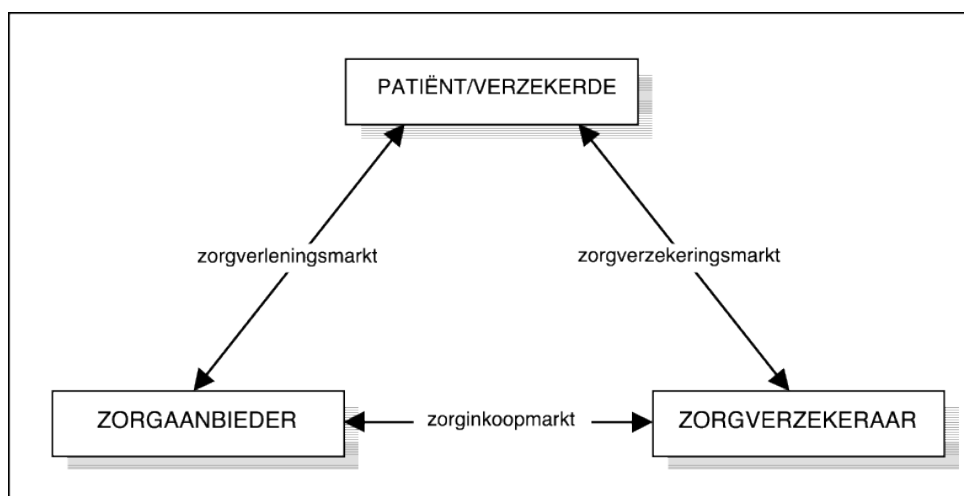 PATIËNT/VERZEKERDE
zorgverleningsmarkt
zorgverzekeringsmarkt
ZORGAANBIEDER
zorginkoopmarkt
ZORGVERZEKERAAR